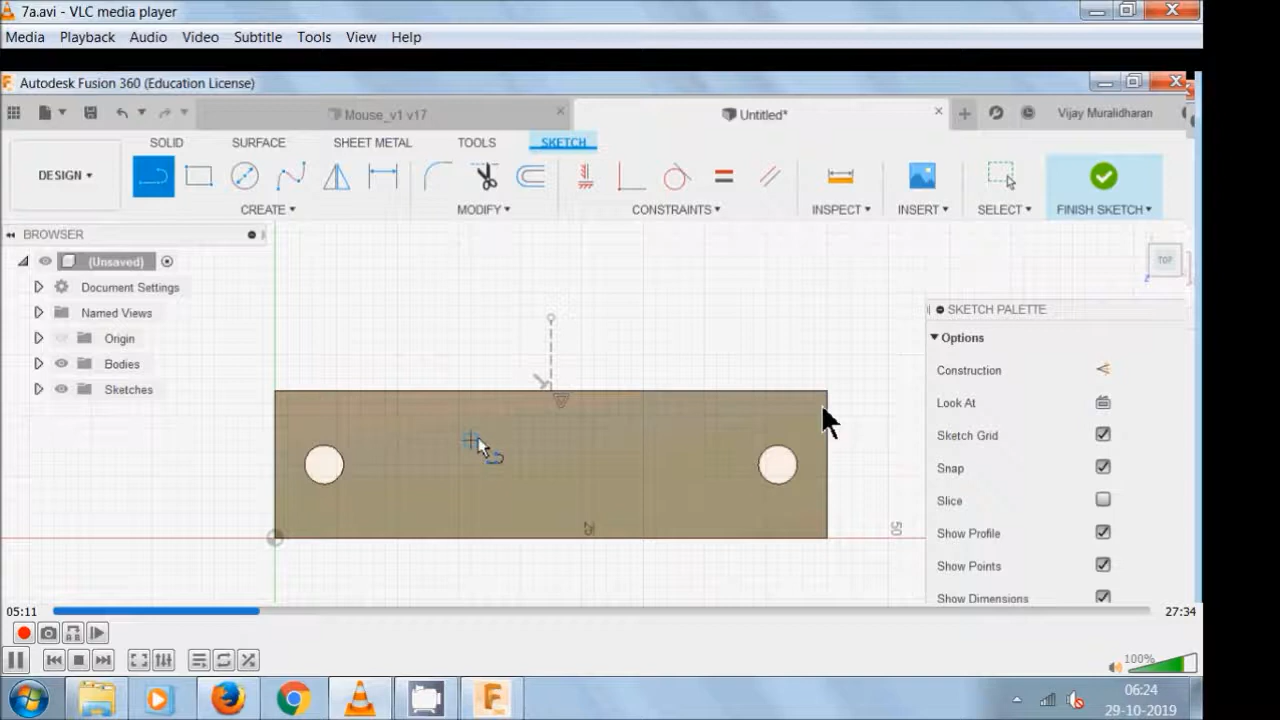 7a.avi - VLC media player
Media Playback Audio Video Subtitle Tools View Help
Autodesk Fusion 360 (Education License)
Mouse_v1 v17
Untitled*
Vijay Muralidharan
DESIGN
SOLID SURFACE SHEET METAL TOOLS SKETCH
CREATE MODIFY CONSTRAINTS INSPECT INSERT SELECT FINISH SKETCH
BROWSER
(Unsaved)
Document Settings
Named Views
Origin
Bodies
Sketches
TOP
SKETCH PALETTE
Options
Construction
Look At
Sketch Grid
Snap
Slice
Show Profile
Show Points
Show Dimensions
25
50
05:11
27:34
100%
06:24
29-10-2019